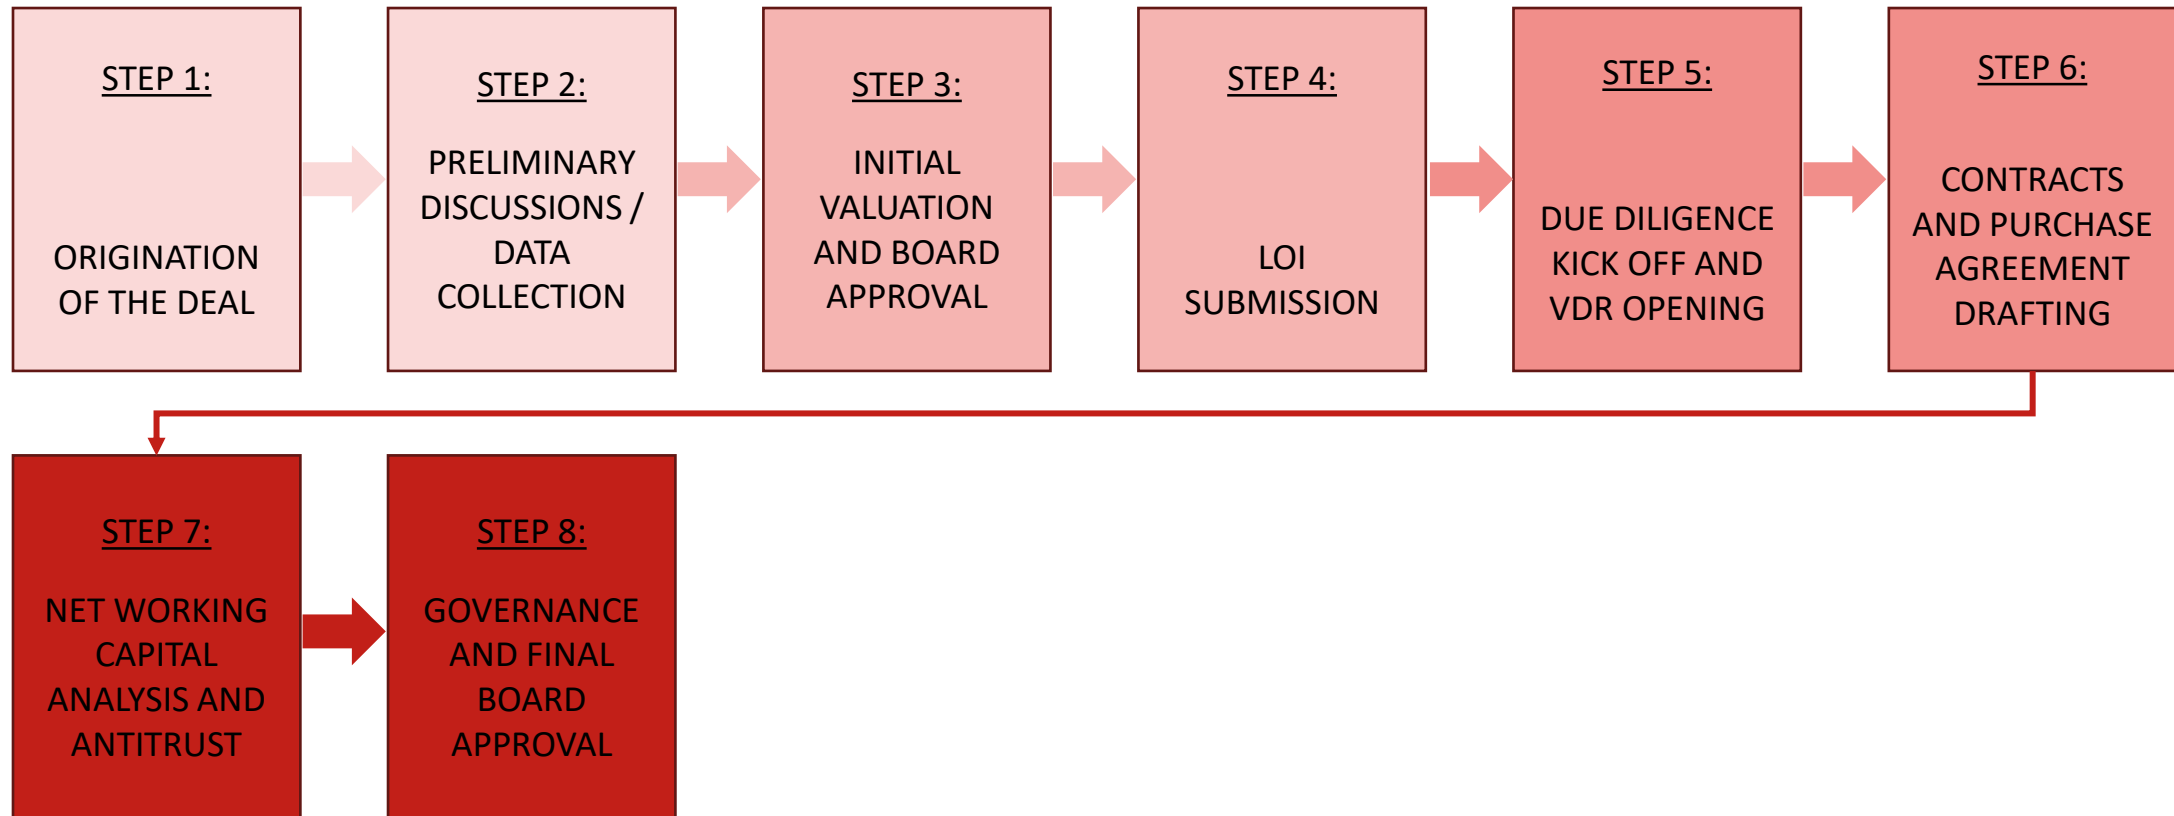 STEP 1:
ORIGINATION
OF THE DEAL
STEP 2:
PRELIMINARY
DISCUSSIONS /
DATA
COLLECTION
STEP 3:
INITIAL
VALUATION
AND BOARD
APPROVAL
STEP 4:
LOI
SUBMISSION
STEP 5:
DUE DILIGENCE
KICK OFF AND
VDR OPENING
STEP 6:
CONTRACTS
AND PURCHASE
AGREEMENT
DRAFTING
STEP 7:
NET WORKING
CAPITAL
ANALYSIS AND
ANTITRUST
STEP 8:
GOVERNANCE
AND FINAL
BOARD
APPROVAL